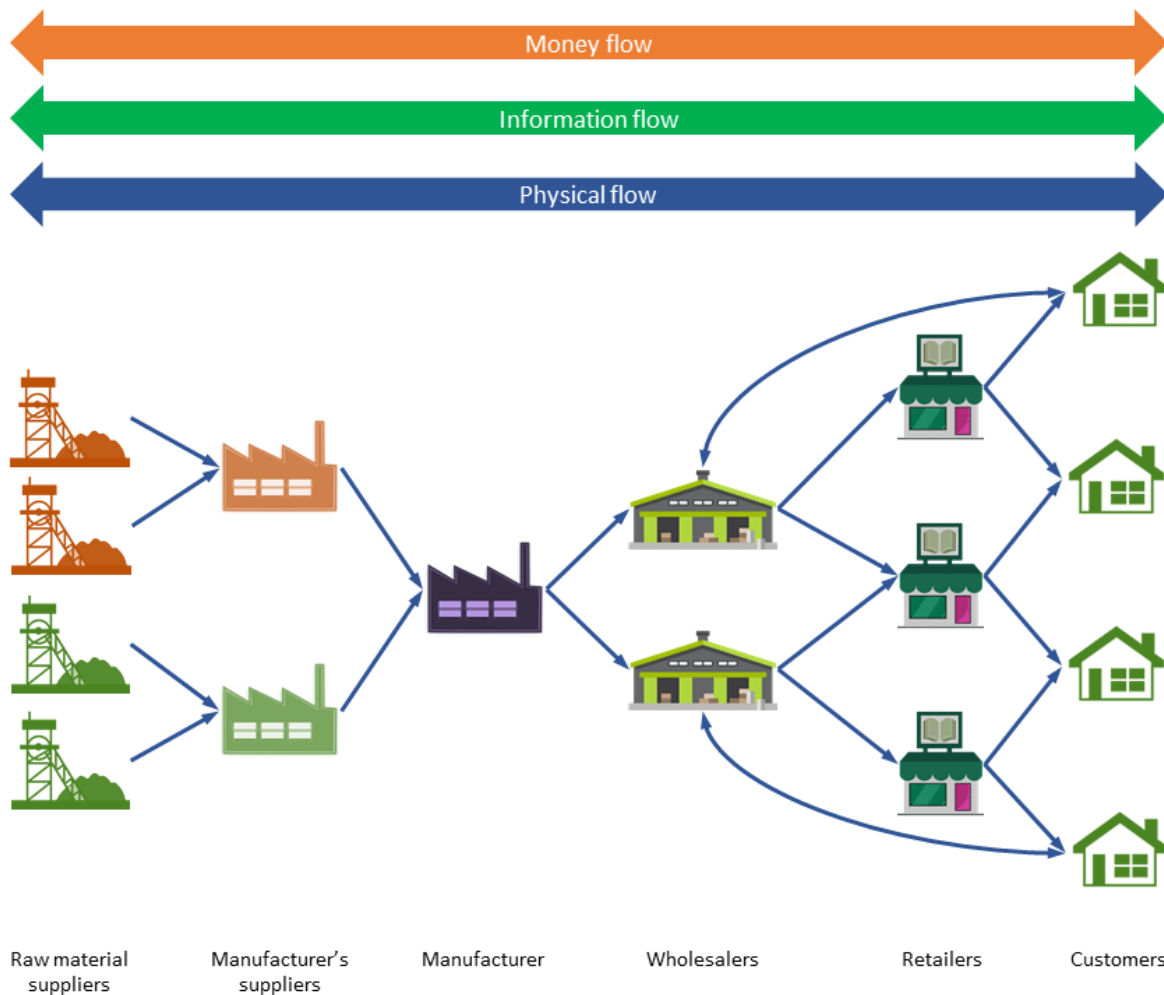 Money flow
Information flow
Physical flow
Raw material
suppliers
Manufacturer’s
suppliers
Manufacturer
Wholesalers
Retailers
Customers